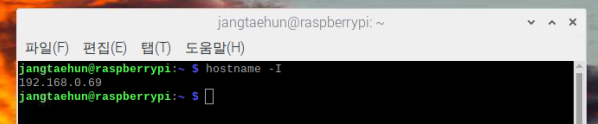 jangtaehun@raspberrypi: ~
파일(F) 편집(E) 탭(T) 도움말(H)
jangtaehun@raspberrypi:~ $ hostname -I
192.168.0.69
jangtaehun@raspberrypi:~ $